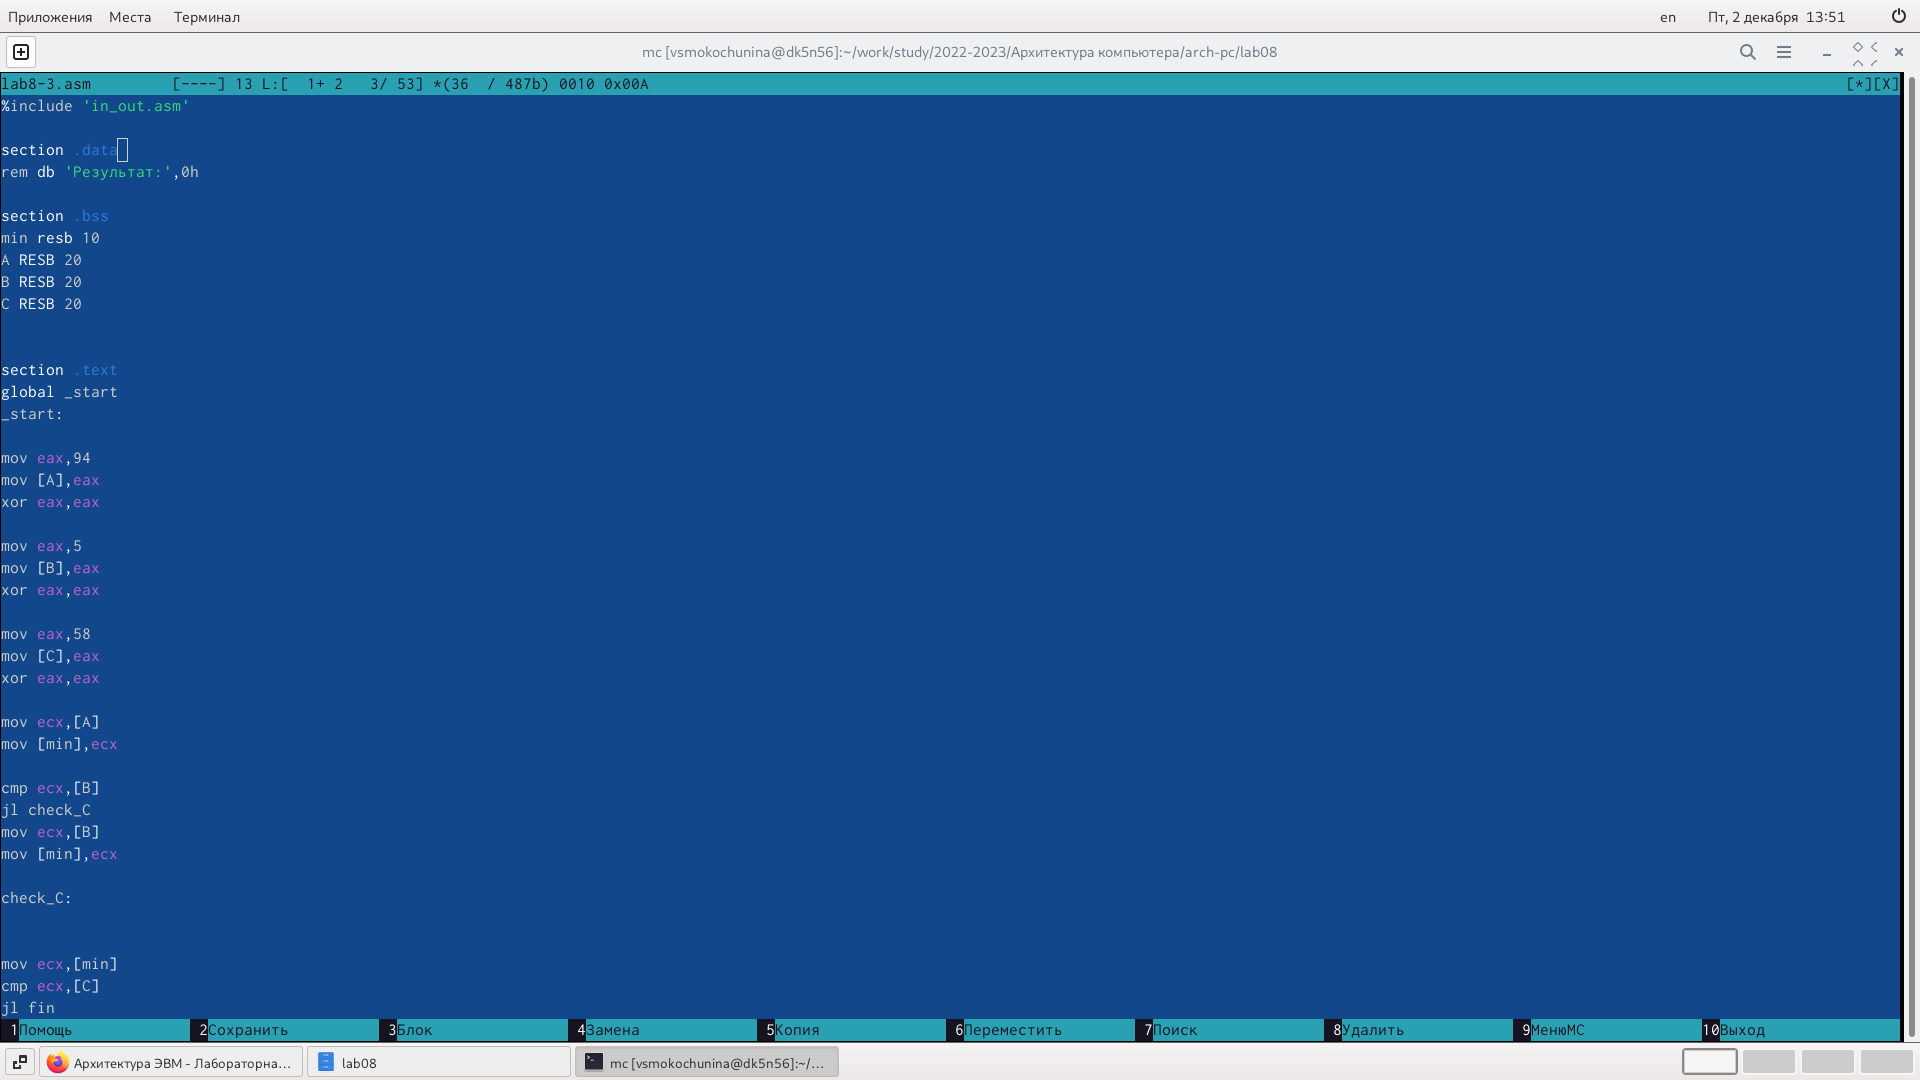 Приложения Места Терминал en Пт, 2 декабря 13:51
mc [vsmokochunina@dk5n56]:~/work/study/2022-2023/Архитектура компьютера/arch-pc/lab08
lab8-3.asm [----] 13 L:[ 1+ 2 3/ 53] *(36 / 487b) 0010 0x00A [*][X]
%include 'in_out.asm'
section .data
rem db 'Результат:',0h
section .bss
min resb 10
A RESB 20
B RESB 20
C RESB 20
section .text
global _start
_start:
mov eax,94
mov [A],eax
xor eax,eax
mov eax,5
mov [B],eax
xor eax,eax
mov eax,58
mov [C],eax
xor eax,eax
mov ecx,[A]
mov [min],ecx
cmp ecx,[B]
jl check_C
mov ecx,[B]
mov [min],ecx
check_C:
mov ecx,[min]
cmp ecx,[C]
jl fin
1Помощь 2Сохранить 3Блок 4Замена 5Копия 6Переместить 7Поиск 8Удалить 9МенюMC 10Выход
Архитектура ЭВМ - Лабораторна... lab08 mc [vsmokochunina@dk5n56]:~/...